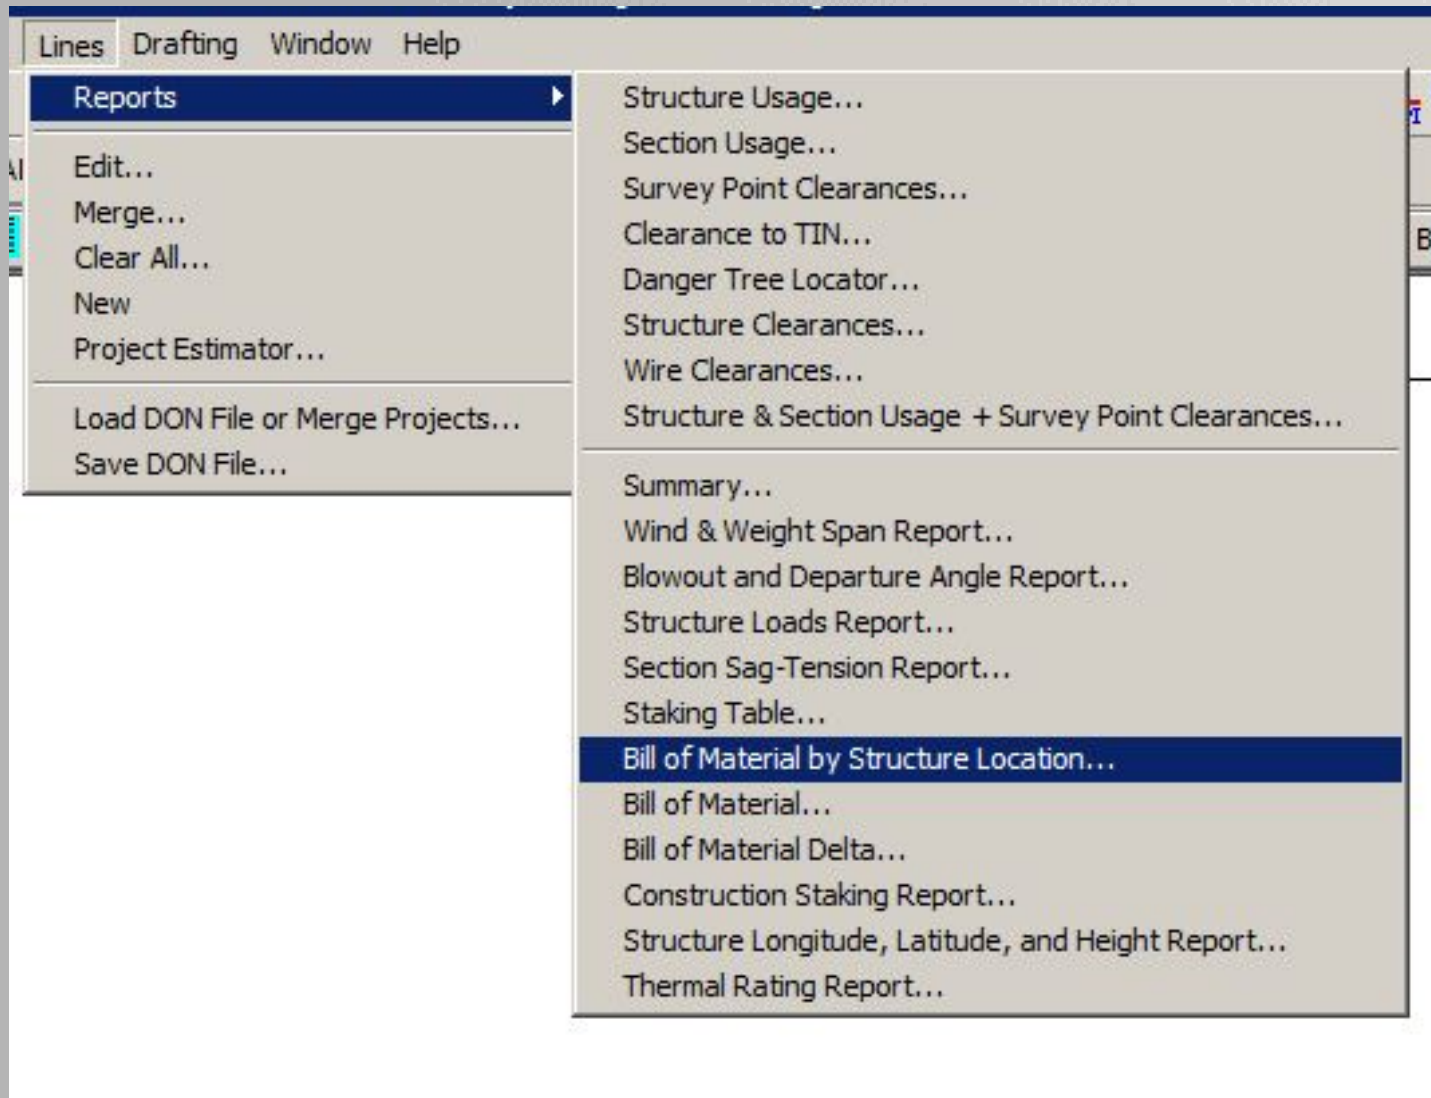 Lines Drafting Window Help
Reports
Edit...
Merge...
Clear All...
New
Project Estimator...
Load DON File or Merge Projects...
Save DON File...
Structure Usage...
Section Usage...
Survey Point Clearances...
Clearance to TIN...
Danger Tree Locator...
Structure Clearances...
Wire Clearances...
Structure & Section Usage + Survey Point Clearances...
Summary...
Wind & Weight Span Report...
Blowout and Departure Angle Report...
Structure Loads Report...
Section Sag-Tension Report...
Staking Table...
Bill of Material by Structure Location...
Bill of Material...
Bill of Material Delta...
Construction Staking Report...
Structure Longitude, Latitude, and Height Report...
Thermal Rating Report...